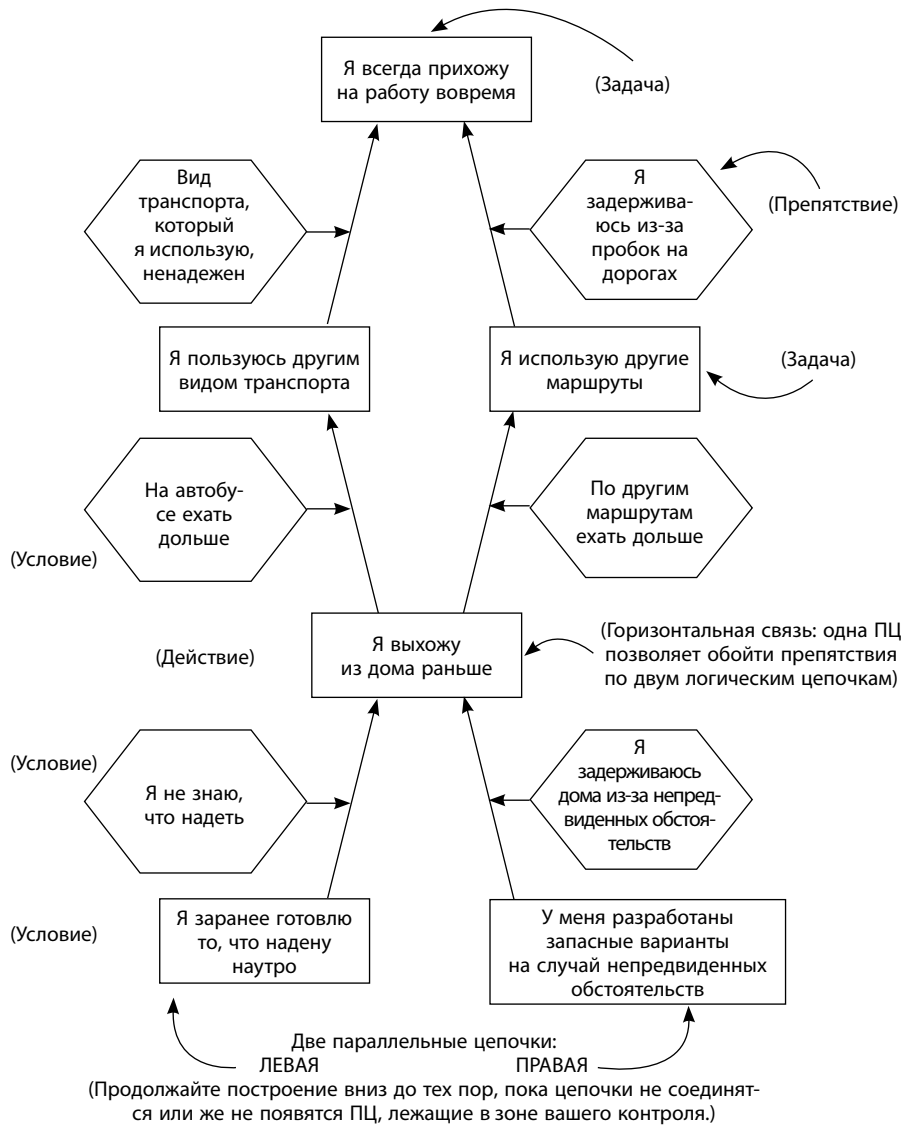 Я всегда прихожу
на работу вовремя
(Задача)
Вид
транспорта,
который
я использую,
ненадежен
Я
задержива-
юсь из-за
пробок на
дорогах
(Препятствие)
Я пользуюсь другим
видом транспорта
Я использую другие
маршруты
(Задача)
На автобу-
се ехать
дольше
По другим
маршрутам
ехать дольше
(Условие)
Я выхожу
из дома раньше
(Действие)
(Горизонтальная связь: одна ПЦ
позволяет обойти препятствия
по двум логическим цепочкам)
(Условие)
Я не знаю,
что надеть
Я
задерживаюсь
дома из-за непред-
виденных обстоя-
тельств
(Условие)
Я заранее готовлю
то, что надену
наутро
У меня разработаны
запасные варианты
на случай непредвиденных
обстоятельств
Две параллельные цепочки:
ЛЕВАЯ ПРАВАЯ
(Продолжайте построение вниз до тех пор, пока цепочки не соединят-
ся или же не появятся ПЦ, лежащие в зоне вашего контроля.)